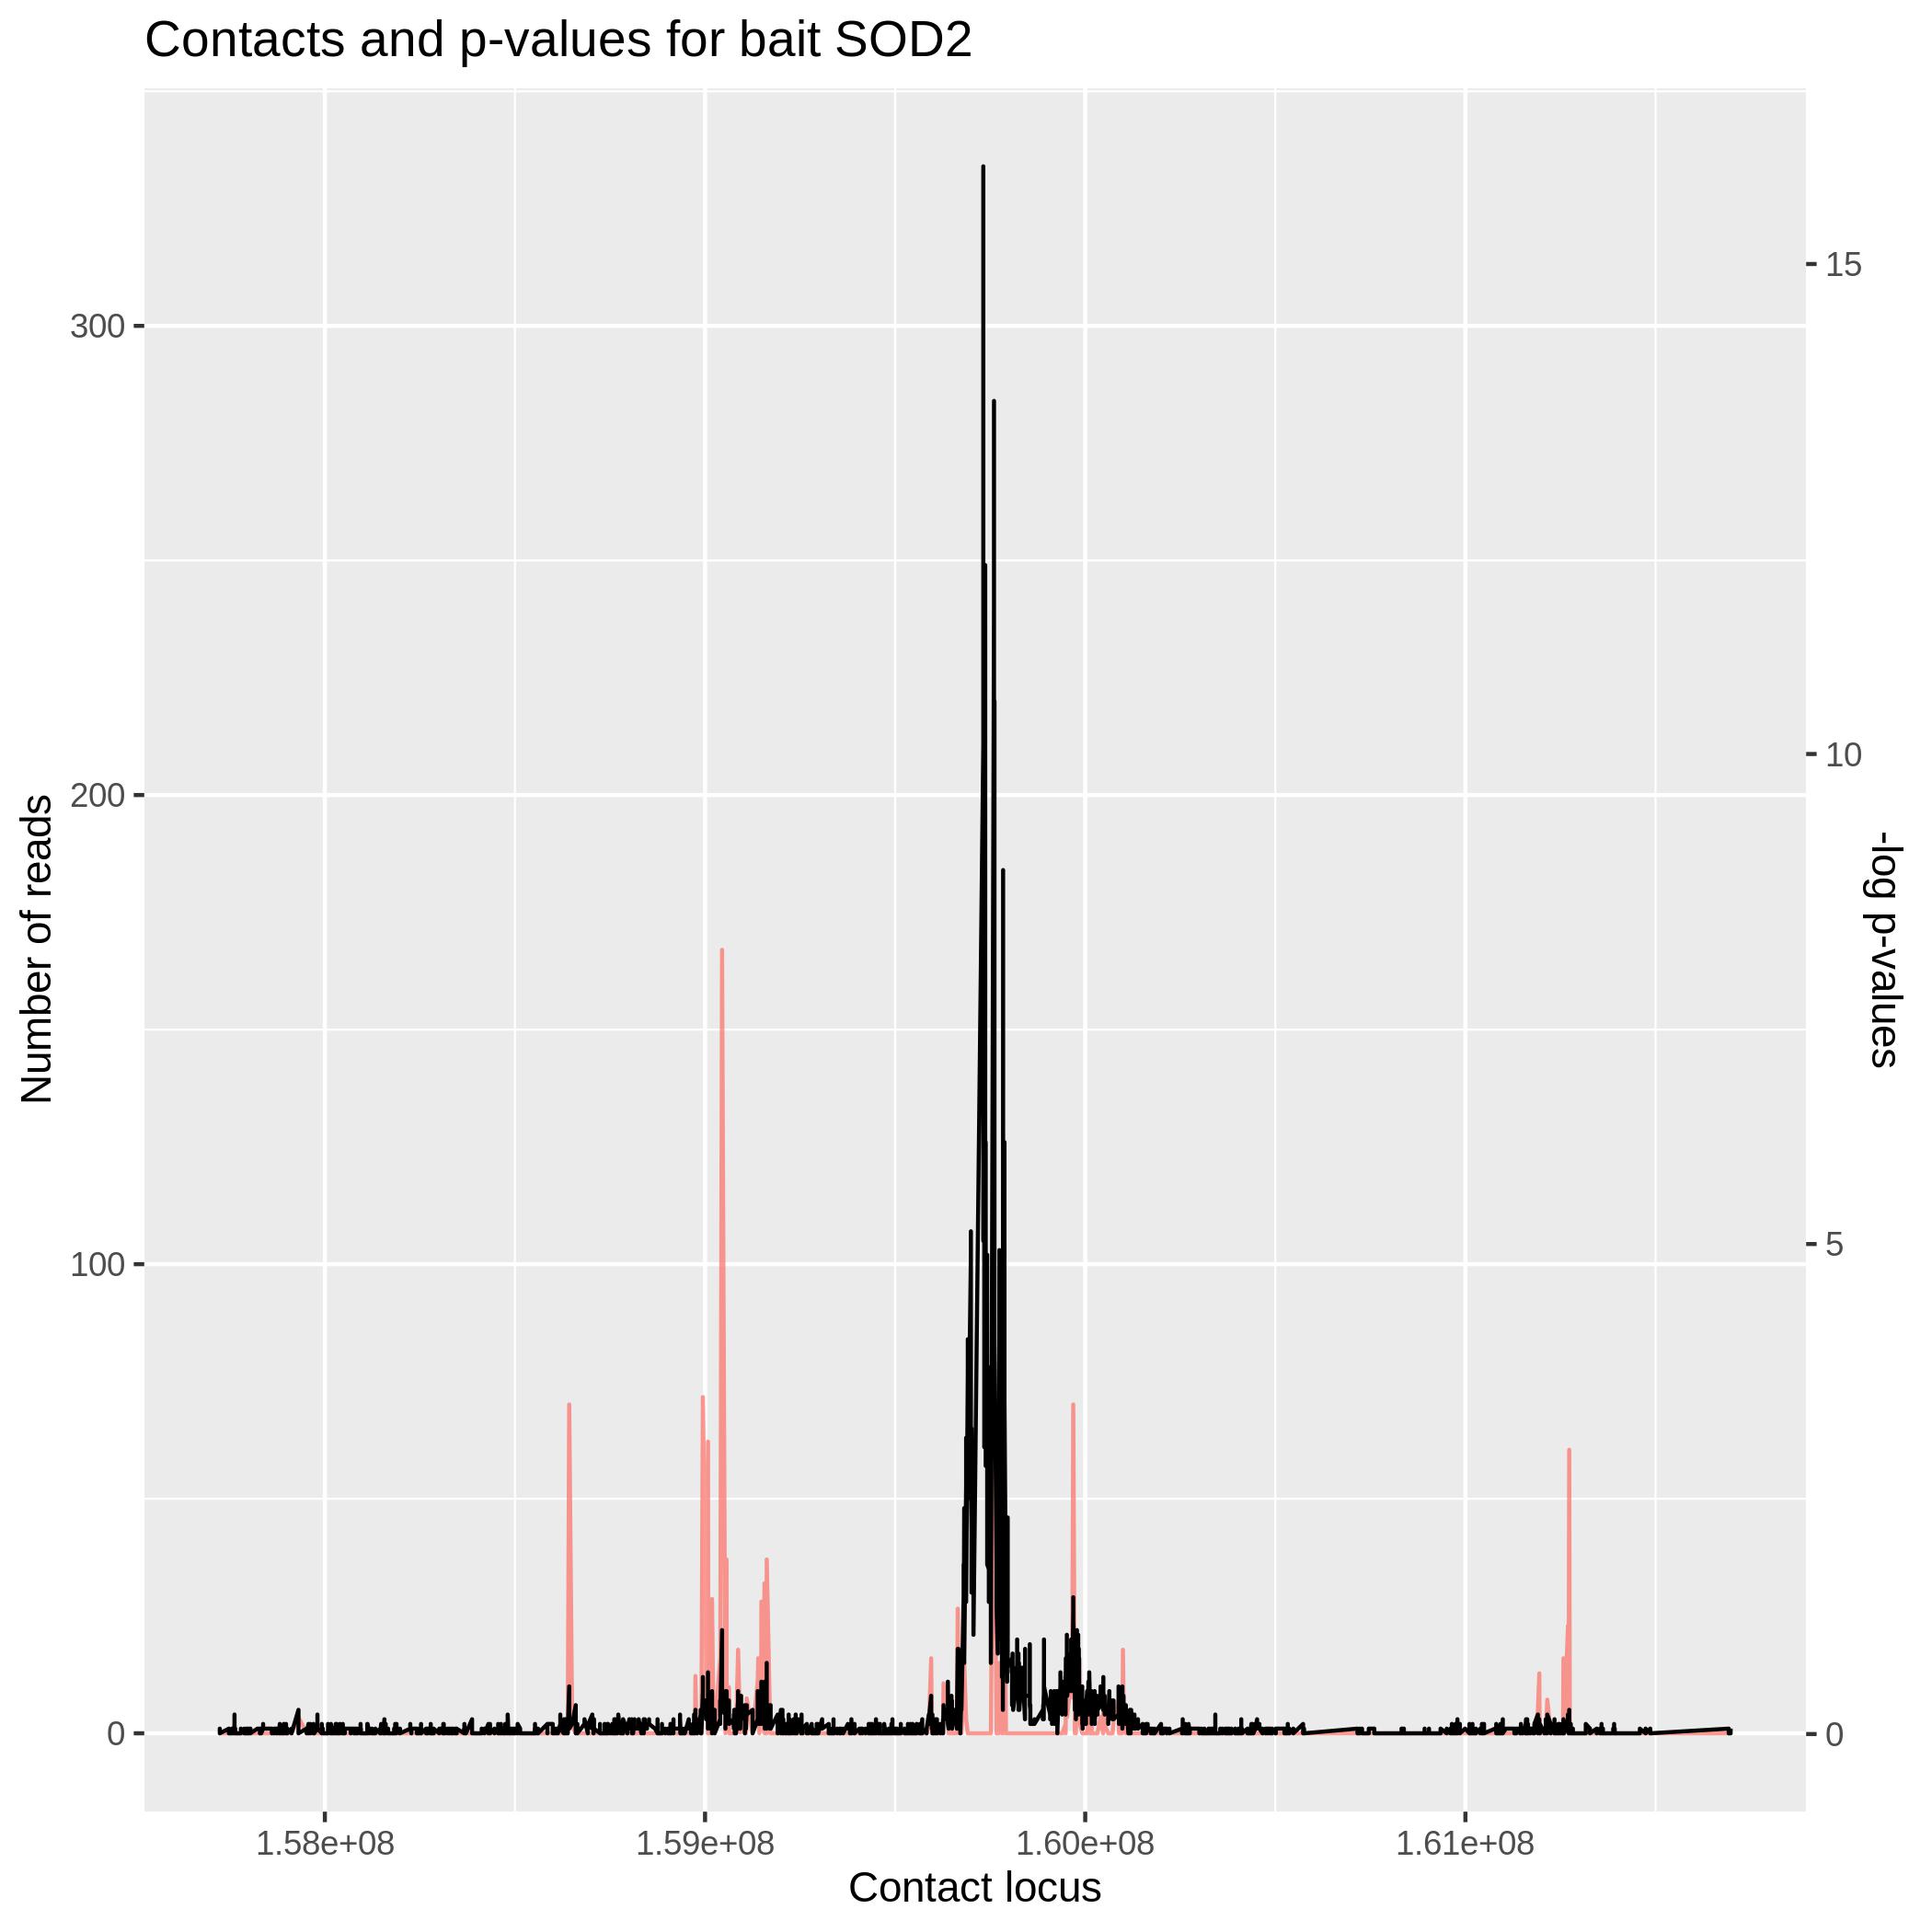 Contacts and p-values for bait SOD2
Number of reads
300
200
100
0
15
10
5
0
-log p-values
1.58e+08
1.59e+08
1.60e+08
1.61e+08
Contact locus